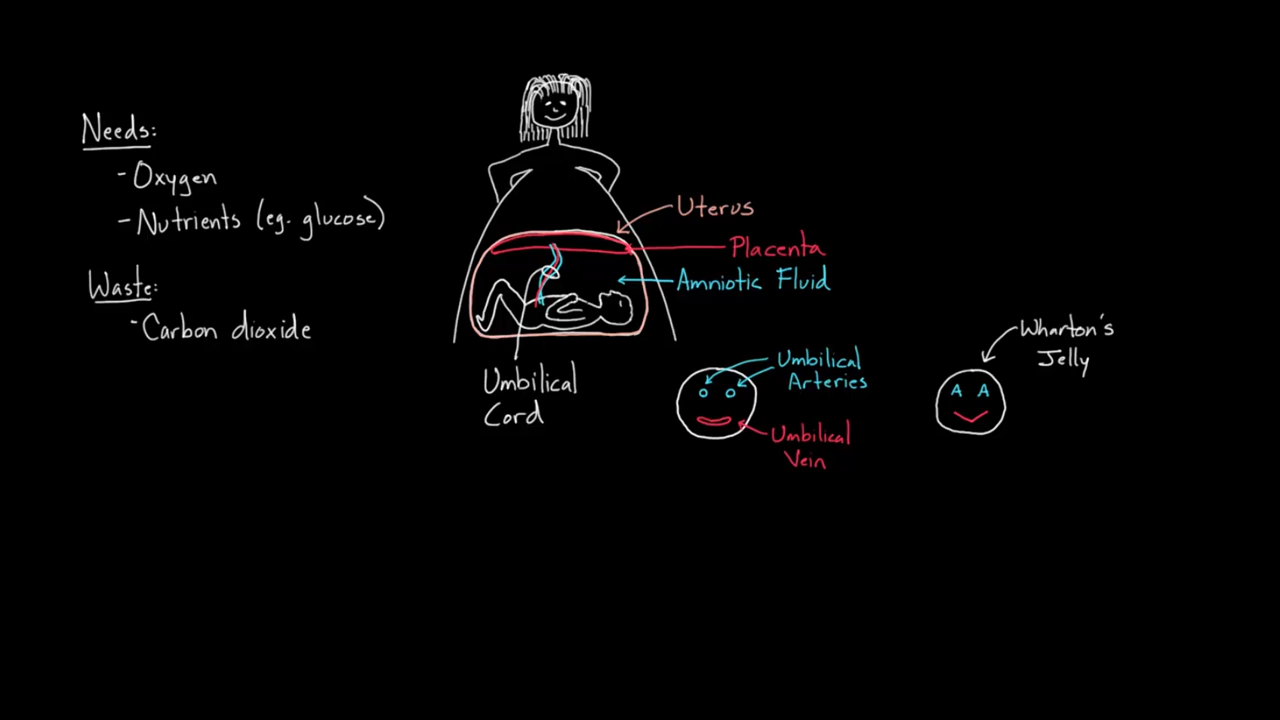 Needs:
- Oxygen
- Nutrients (eg. glucose)
Waste:
- Carbon dioxide
Uterus
Placenta
Amniotic Fluid
Umbilical
Cord
Umbilical
Arteries
Umbilical
Vein
Wharton's
Jelly
A A